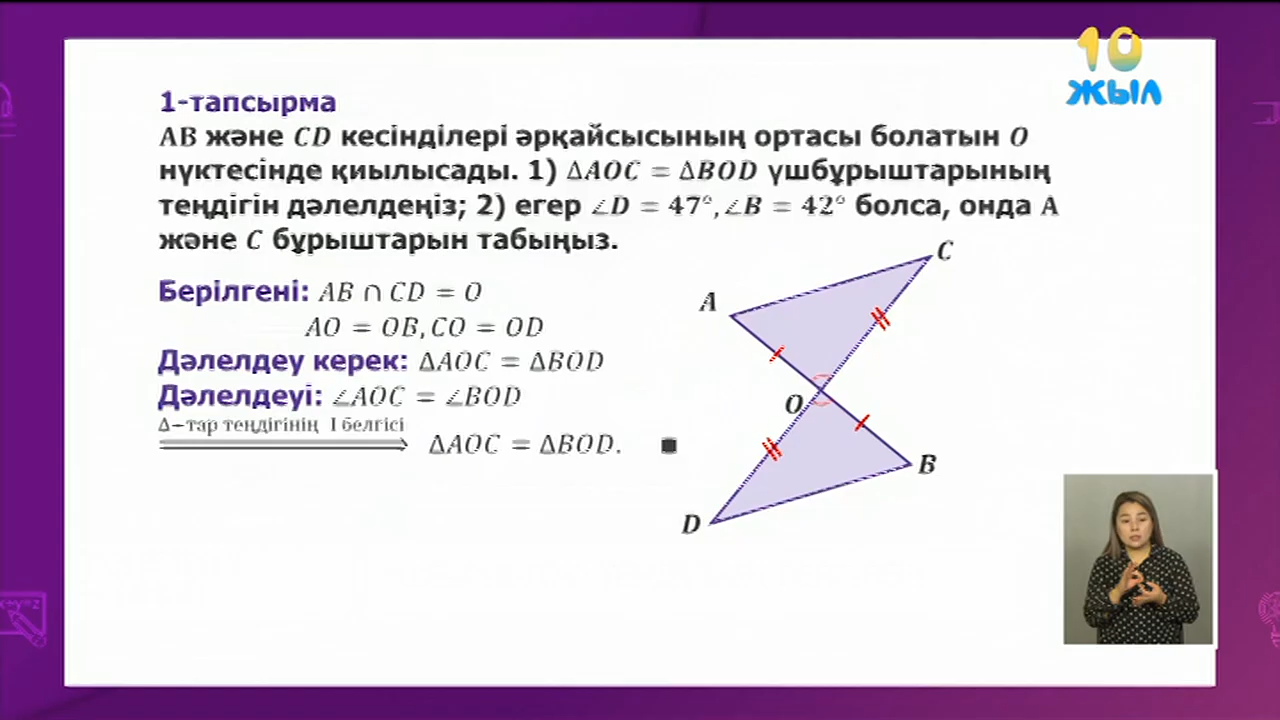 10
ЖЫЛ
1-тапсырма
AB және CD кесінділері әрқайсысының ортасы болатын O
нүктесінде қиылысады. 1) ΔAOC = ΔBOD үшбұрыштарының
теңдігін дәлелдеңіз; 2) егер ∠D = 47°, ∠B = 42° болса, онда A
және C бұрыштарын табыңыз.
Берілгені: AB ∩ CD = O
AO = OB, CO = OD
Дәлелдеу керек: ΔAOC = ΔBOD
Дәлелдеуі: ∠AOC = ∠BOD
Δ−тар теңдігінің I белгісі
ΔAOC = ΔBOD. ■
C
A
O
B
D
x+y=z